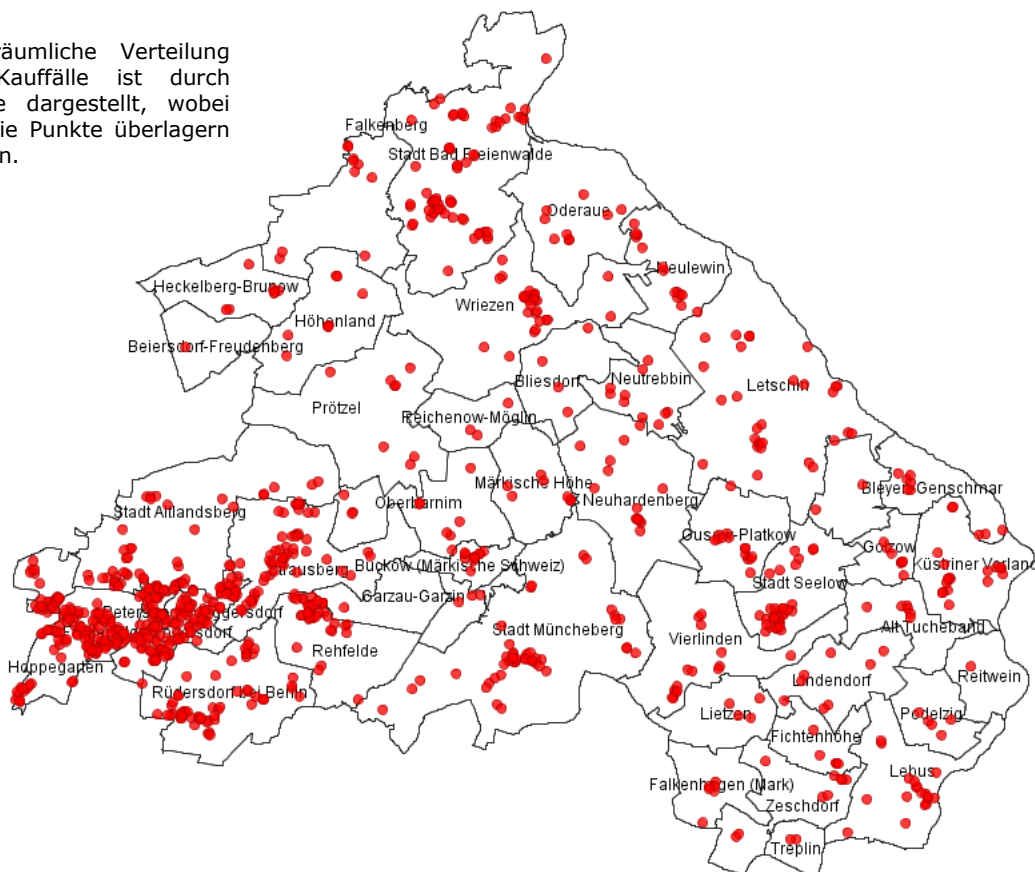 räumliche Verteilung
Kauffälle ist durch
dargestellt, wobei
die Punkte überlagern
Falkenberg
Stadt Bad Freienwalde
Oderaue
Neulewin
Heckelberg-Brunow
Wriezen
Höhenland
Beiersdorf-Freudenberg
Bliesdorf
Neutrebbin
Letschin
Prötzel
Reichenow-Möglin
Märkische Höhe
Bleyen-Genschmar
Oberbarnim
Neuhardenberg
Stadt Altlandsberg
Gusow-Platkow
Golzow
Küstriner Vorland
Strausberg
Buckow (Märkische Schweiz)
Stadt Seelow
Garzau-Garzin
Alt Tucheband
Stadt Müncheberg
Vierlinden
Rehfelde
Hoppegarten
Lindendorf
Reitwein
Rüdersdorf bei Berlin
Lietzen
Podelzig
Fichtenhöhe
Lebus
Falkenhagen (Mark)
Zeschdorf
Treplin